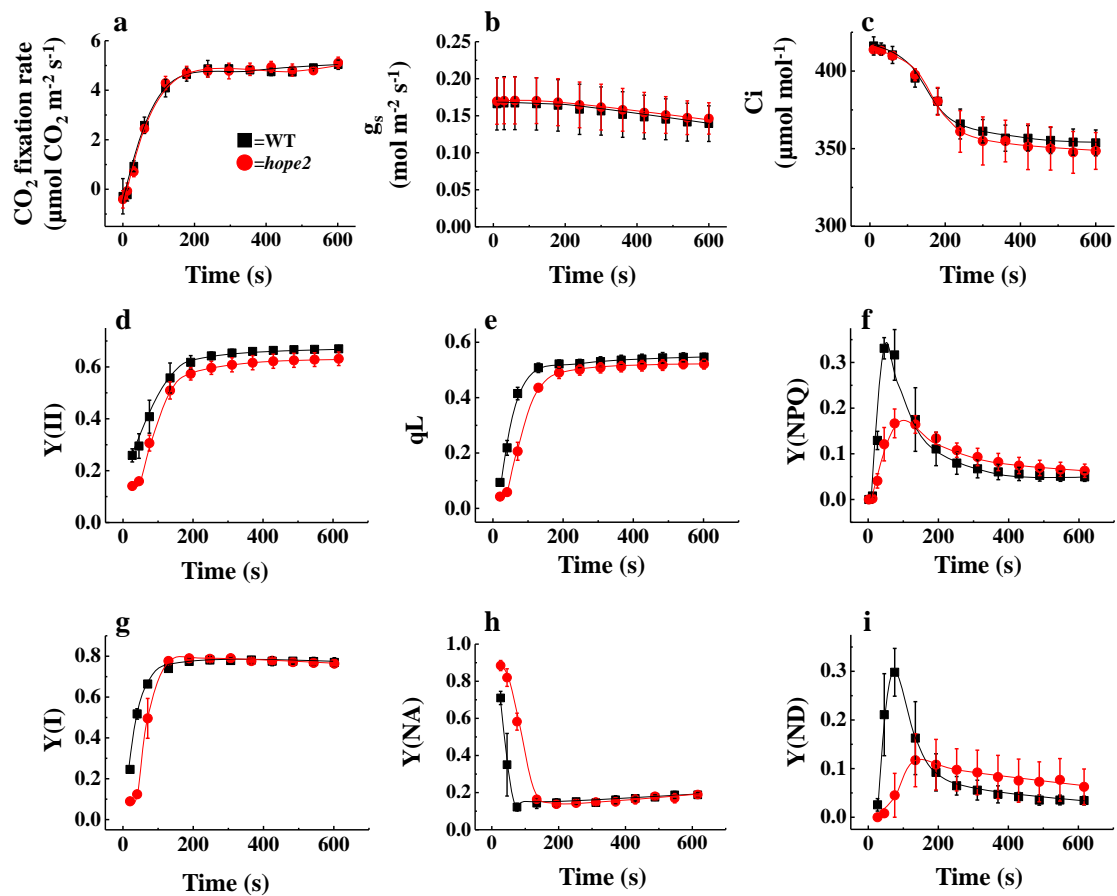 a
CO₂ fixation rate
(μmol CO₂ m⁻² s⁻¹)
6
4
2
0
0 200 400 600
Time (s)
=WT
=hope2
b
gₛ
(mol m⁻² s⁻¹)
0.25
0.20
0.15
0.10
0.05
0.00
0 200 400 600
Time (s)
c
Ci
(μmol mol⁻¹)
400
350
300
0 200 400 600
Time (s)
d
Y(II)
0.6
0.4
0.2
0.0
0 200 400 600
Time (s)
e
qL
0.6
0.4
0.2
0.0
0 200 400 600
Time (s)
f
Y(NPQ)
0.3
0.2
0.1
0.0
0 200 400 600
Time (s)
g
Y(I)
0.8
0.6
0.4
0.2
0.0
0 200 400 600
Time (s)
h
Y(NA)
1.0
0.8
0.6
0.4
0.2
0.0
0 200 400 600
Time (s)
i
Y(ND)
0.3
0.2
0.1
0.0
0 200 400 600
Time (s)